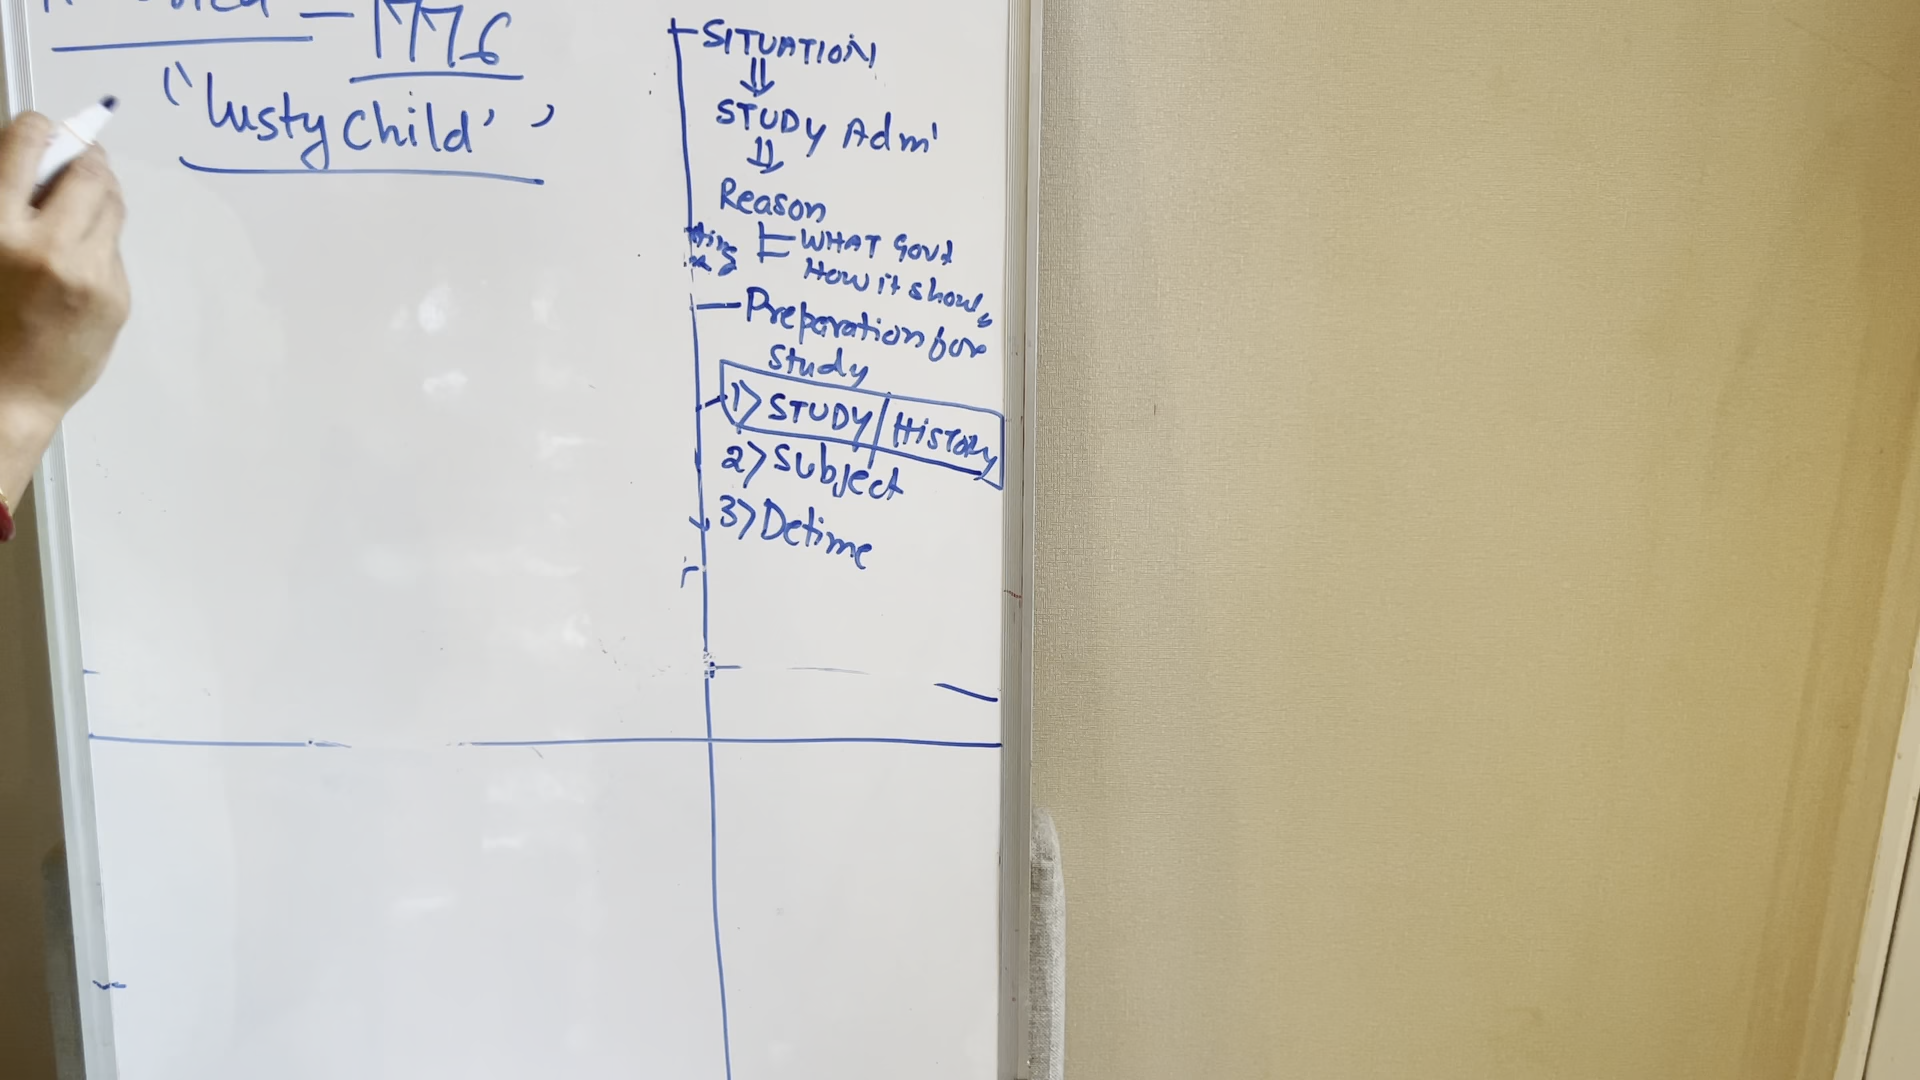 — 1776
"Lusty Child"
SITUATION
STUDY Adm'
Reason
WHAT Govt
How it should
Preparation for
Study
1) STUDY / HISTORY
2) Subject
3) Detime